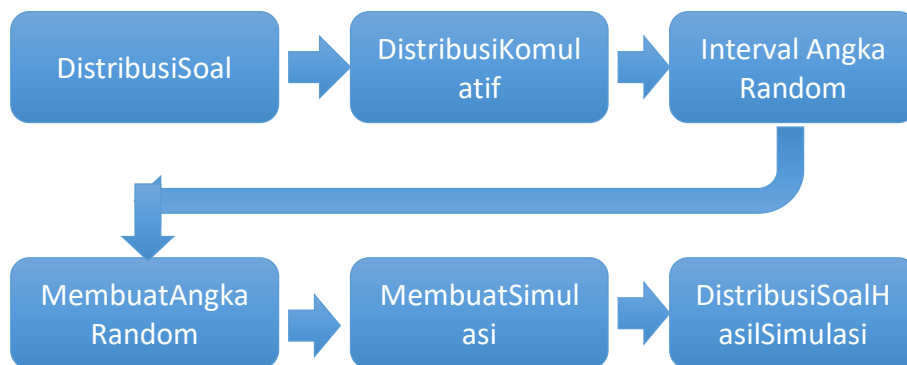 DistribusiSoal
DistribusiKomul
atif
Interval Angka
Random
MembuatAngka
Random
MembuatSimul
asi
DistribusiSoalH
asilSimulasi